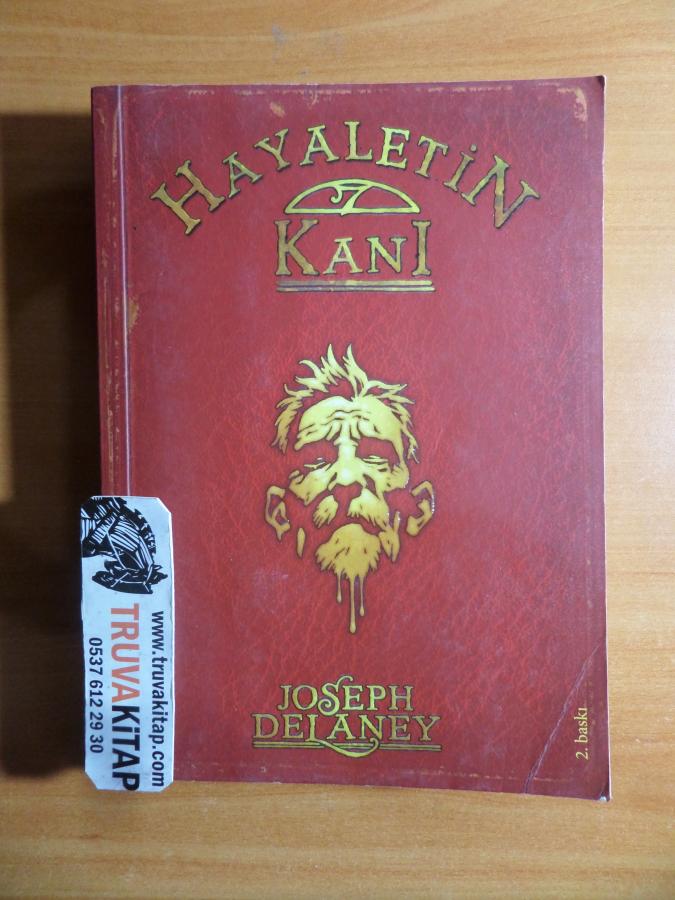 HAYALETİN
KANI
JOSEPH
DELANEY
2. baskı
www.truvakitap.com
TRUVAKİTAP
0537 612 29 30